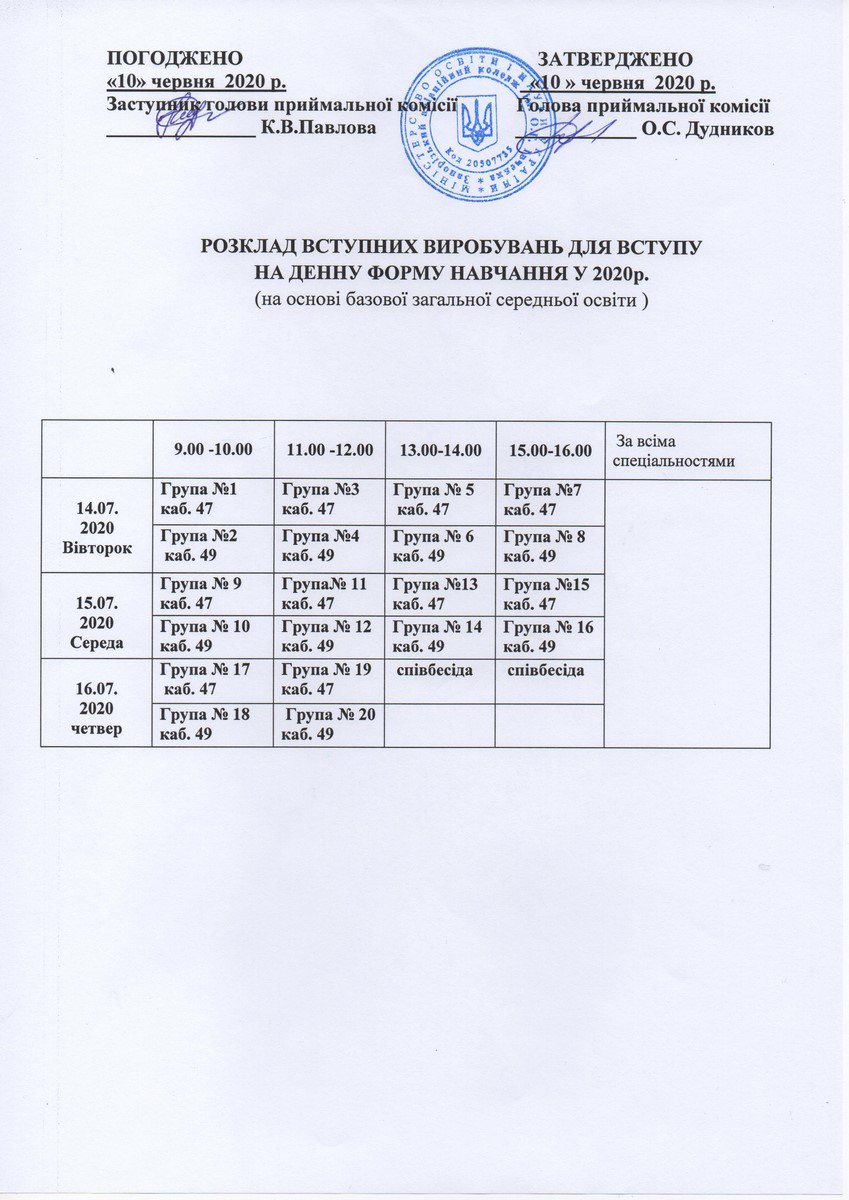 ПОГОДЖЕНО
«10» червня 2020 р.
Заступник голови приймальної комісії
К.В.Павлова
ЗАТВЕРДЖЕНО
«10 » червня 2020 р.
Голова приймальної комісії
О.С. Дудников
МІНІСТЕРСТВО ОСВІТИ І НАУКИ УКРАЇНИ
Запорізький авіаційний коледж ім. О.Г. Івченка
Код 20507735
РОЗКЛАД ВСТУПНИХ ВИРОБУВАНЬ ДЛЯ ВСТУПУ
НА ДЕННУ ФОРМУ НАВЧАННЯ У 2020р.
(на основі базової загальної середньої освіти )
9.00 -10.00 11.00 -12.00 13.00-14.00 15.00-16.00 За всіма
спеціальностями
14.07.
2020
Вівторок
Група №1 Група №3 Група № 5 Група №7
каб. 47 каб. 47 каб. 47 каб. 47
Група №2 Група №4 Група № 6 Група № 8
каб. 49 каб. 49 каб. 49 каб. 49
15.07.
2020
Середа
Група № 9 Група№ 11 Група №13 Група №15
каб. 47 каб. 47 каб. 47 каб. 47
Група № 10 Група № 12 Група № 14 Група № 16
каб. 49 каб. 49 каб. 49 каб. 49
16.07.
2020
четвер
Група № 17 Група № 19 співбесіда співбесіда
каб. 47 каб. 47
Група № 18 Група № 20
каб. 49 каб. 49